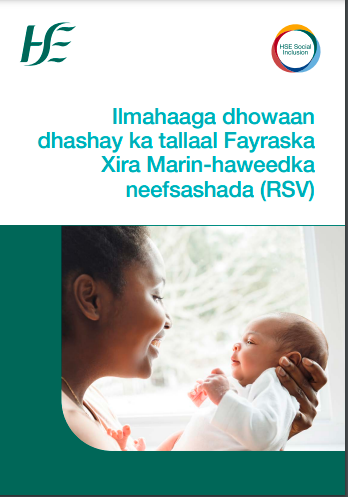 HSE
HSE Social
Inclusion
Ilmahaaga dhowaan
dhashay ka tallaal Fayraska
Xira Marin-haweedka
neefsashada (RSV)